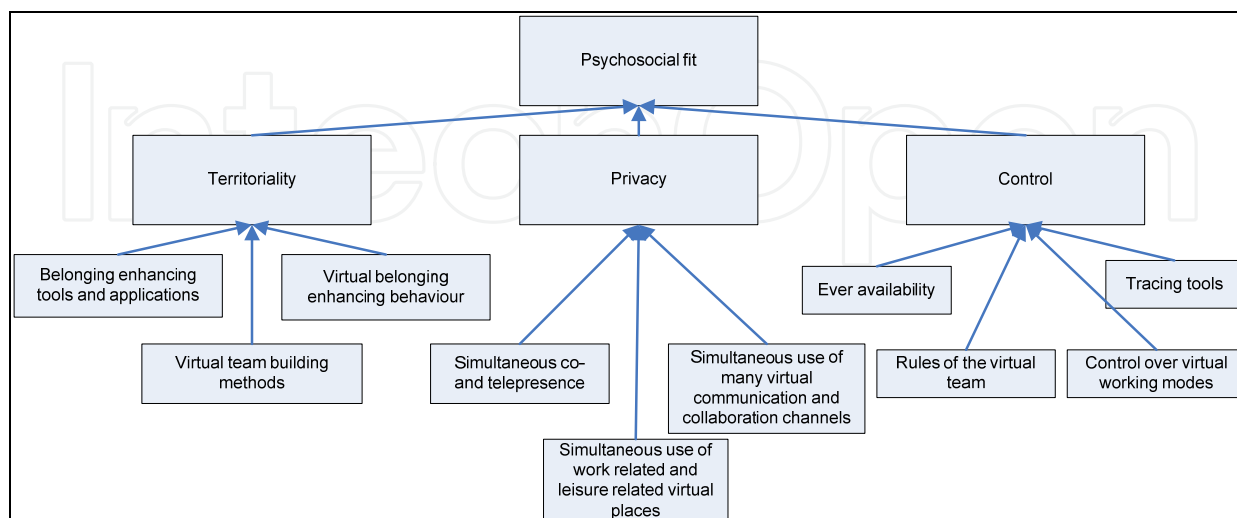 IntechOpen
Psychosocial fit
Territoriality
Privacy
Control
Belonging enhancing
tools and applications
Virtual belonging
enhancing behaviour
Virtual team building
methods
Simultaneous co-
and telepresence
Simultaneous use of
many virtual
communication and
collaboration channels
Simultaneous use of
work related and
leisure related virtual
places
Ever availability
Tracing tools
Rules of the virtual
team
Control over virtual
working modes